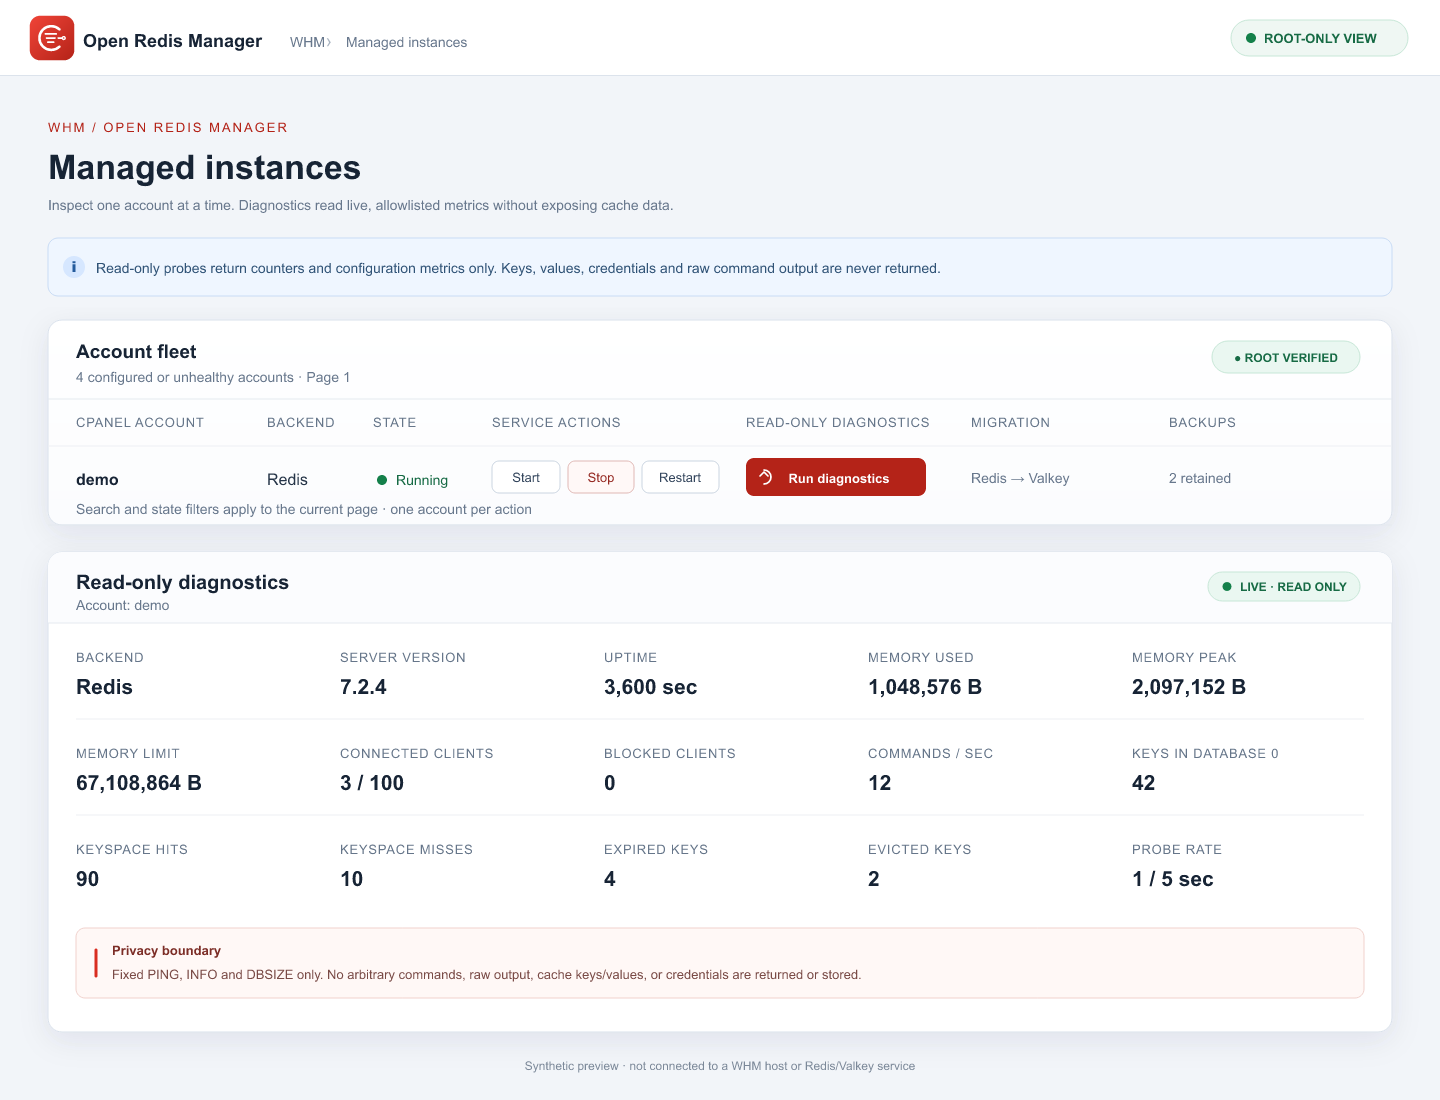 Open Redis Manager WHM› Managed instances ROOT-ONLY VIEW
WHM / OPEN REDIS MANAGER
Managed instances
Inspect one account at a time. Diagnostics read live, allowlisted metrics without exposing cache data.
i Read-only probes return counters and configuration metrics only. Keys, values, credentials and raw command output are never returned.
Account fleet
4 configured or unhealthy accounts · Page 1
● ROOT VERIFIED
CPANEL ACCOUNT BACKEND STATE SERVICE ACTIONS READ-ONLY DIAGNOSTICS MIGRATION BACKUPS
demo Redis Running Start Stop Restart Run diagnostics Redis → Valkey 2 retained
Search and state filters apply to the current page · one account per action
Read-only diagnostics
Account: demo
LIVE · READ ONLY
BACKEND SERVER VERSION UPTIME MEMORY USED MEMORY PEAK
Redis 7.2.4 3,600 sec 1,048,576 B 2,097,152 B
MEMORY LIMIT CONNECTED CLIENTS BLOCKED CLIENTS COMMANDS / SEC KEYS IN DATABASE 0
67,108,864 B 3 / 100 0 12 42
KEYSPACE HITS KEYSPACE MISSES EXPIRED KEYS EVICTED KEYS PROBE RATE
90 10 4 2 1 / 5 sec
Privacy boundary
Fixed PING, INFO and DBSIZE only. No arbitrary commands, raw output, cache keys/values, or credentials are returned or stored.
Synthetic preview · not connected to a WHM host or Redis/Valkey service